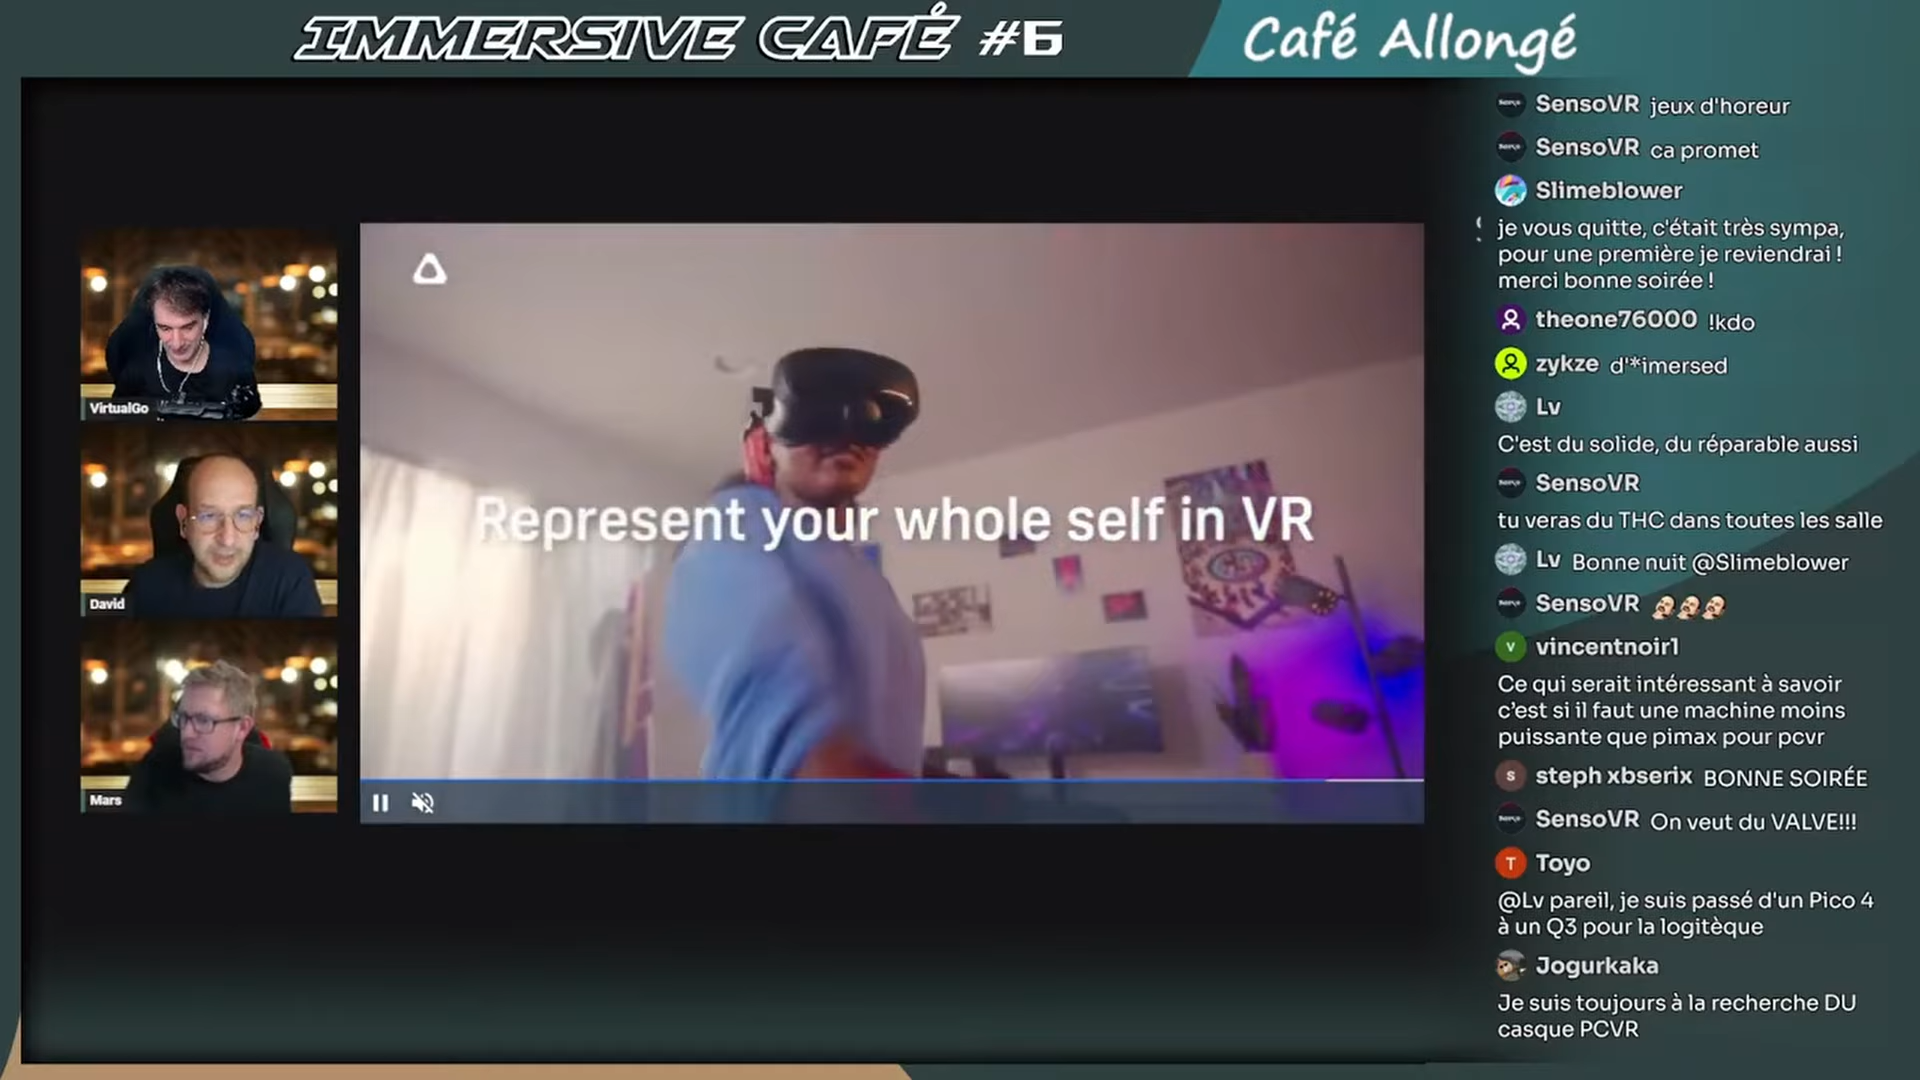 IMMERSIVE CAFÉ #6
Café Allongé
SensoVR jeux d'horeur
SensoVR ca promet
Slimeblower
je vous quitte, c'était très sympa,
pour une première je reviendrai !
merci bonne soirée !
theone76000 !kdo
zykze d'*imersed
Lv
C'est du solide, du réparable aussi
SensoVR
tu veras du THC dans toutes les salle
Lv Bonne nuit @Slimeblower
SensoVR
vincentnoir1
Ce qui serait intéressant à savoir
c'est si il faut une machine moins
puissante que pimax pour pcvr
steph xbserix BONNE SOIRÉE
SensoVR On veut du VALVE!!!
Toyo
@Lv pareil, je suis passé d'un Pico 4
à un Q3 pour la logitèque
Jogurkaka
Je suis toujours à la recherche DU
casque PCVR
VirtualGo
David
Mars
Represent your whole self in VR